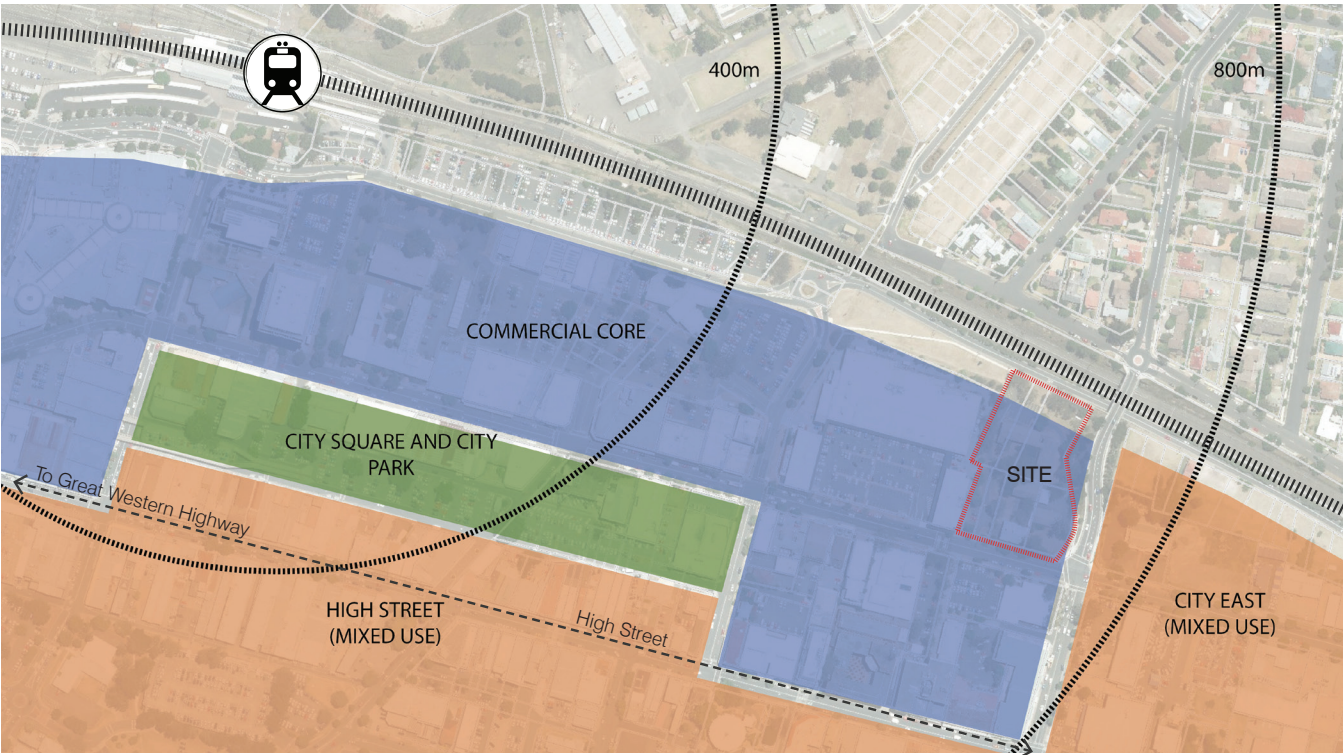 400m
800m
COMMERCIAL CORE
CITY SQUARE AND CITY
PARK
SITE
To Great Western Highway
HIGH STREET
(MIXED USE)
High Street
CITY EAST
(MIXED USE)